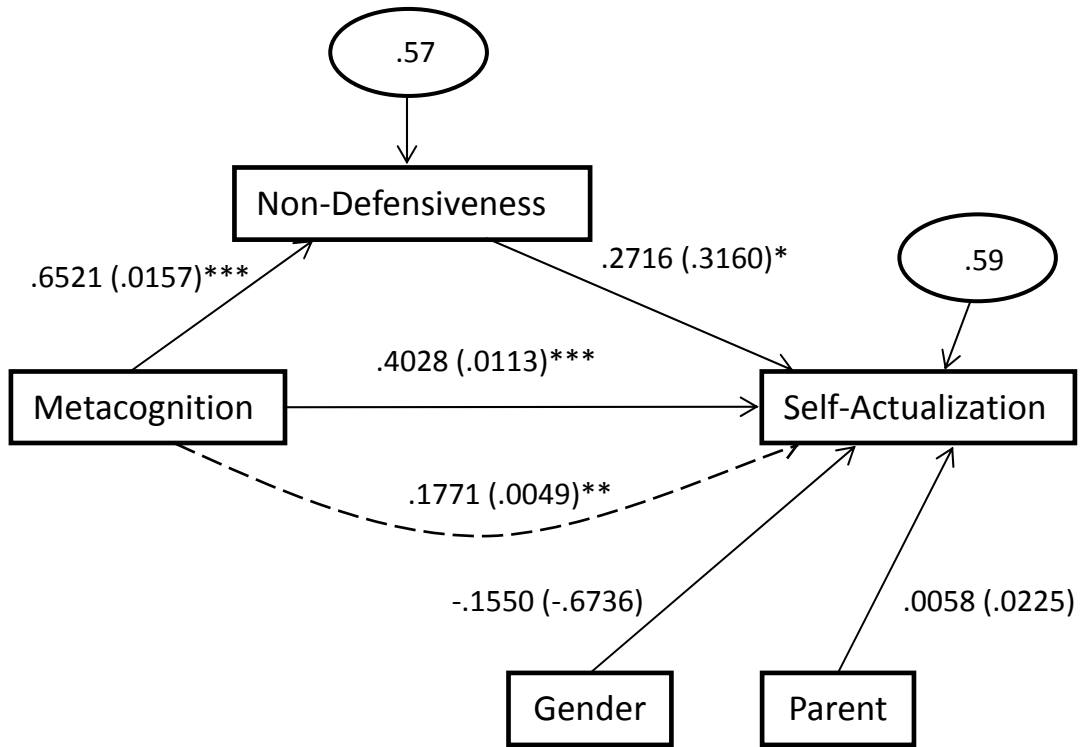 .57
Non-Defensiveness
.6521 (.0157)***
.2716 (.3160)*
.59
.4028 (.0113)***
Metacognition
Self-Actualization
.1771 (.0049)**
-.1550 (-.6736)
.0058 (.0225)
Gender
Parent